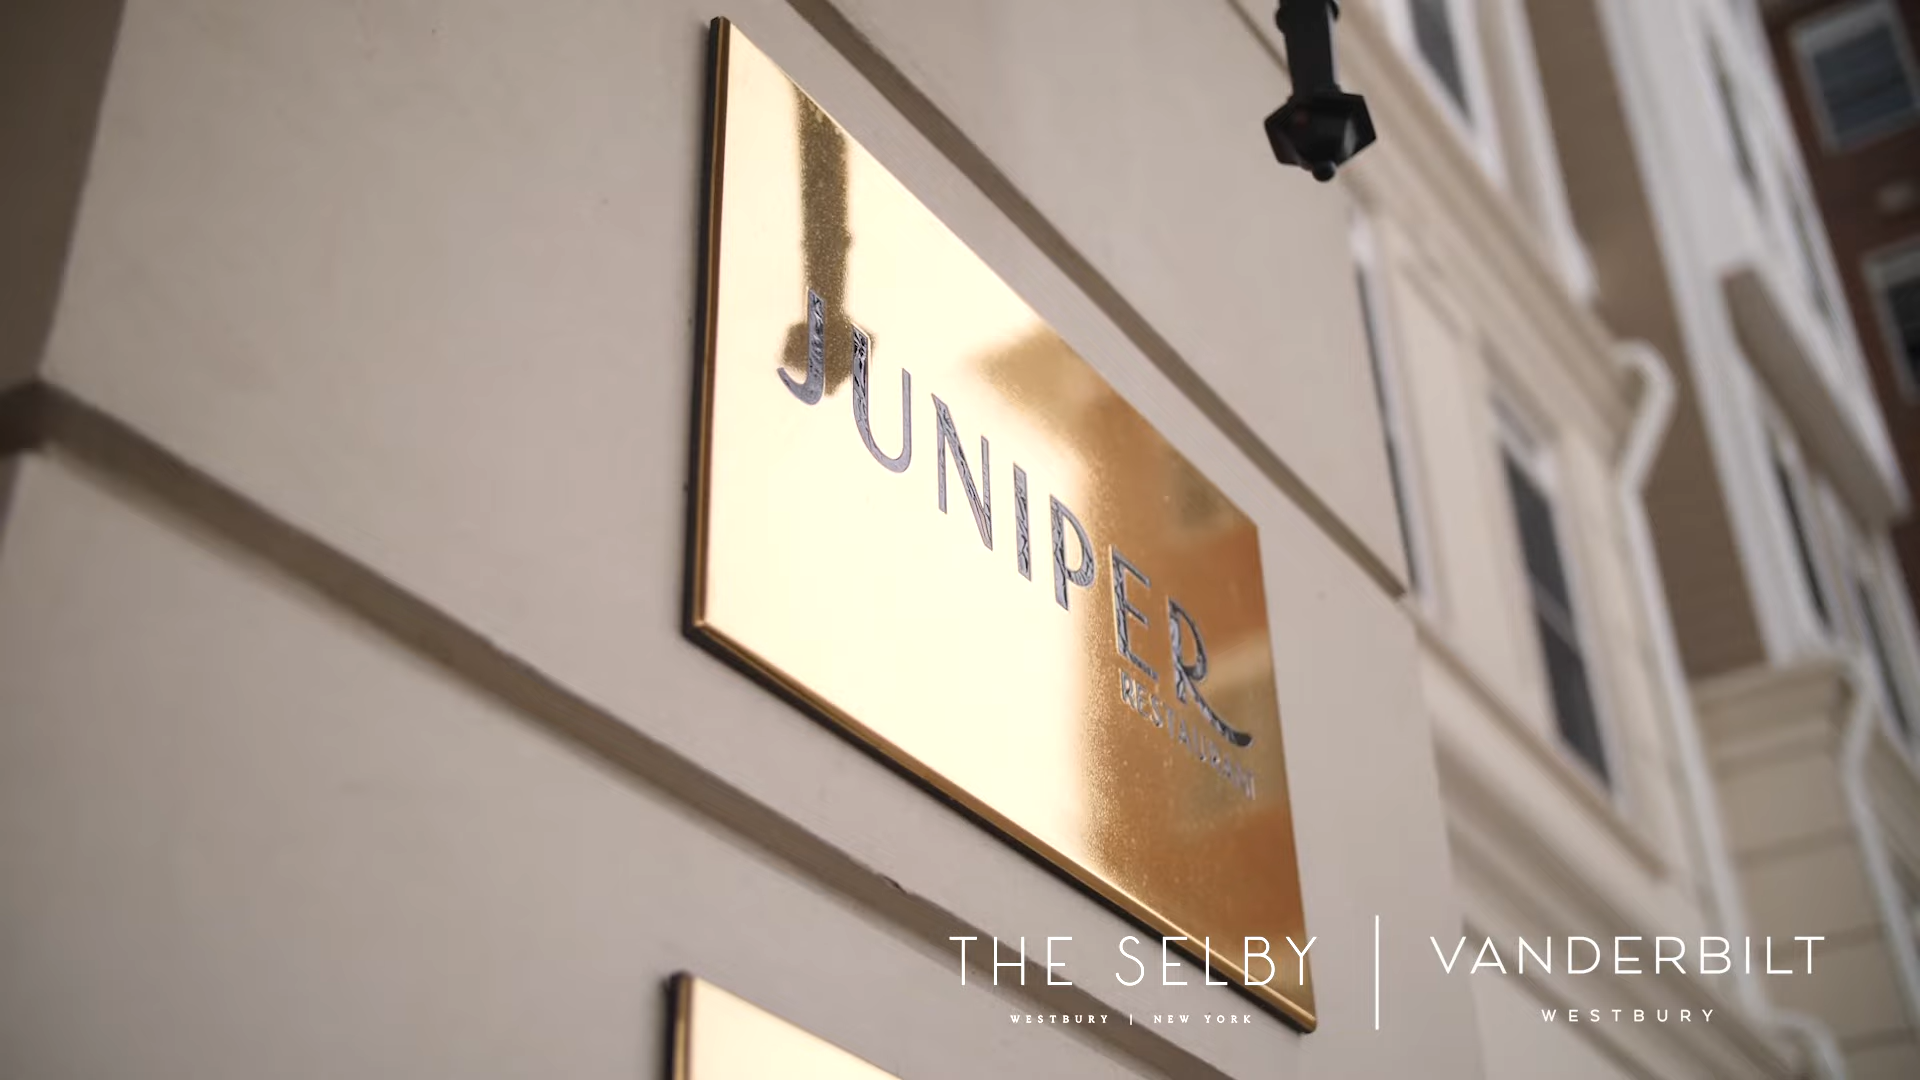 JUNIPER
RESTAURANT
THE SELBY
WESTBURY | NEW YORK
VANDERBILT
WESTBURY